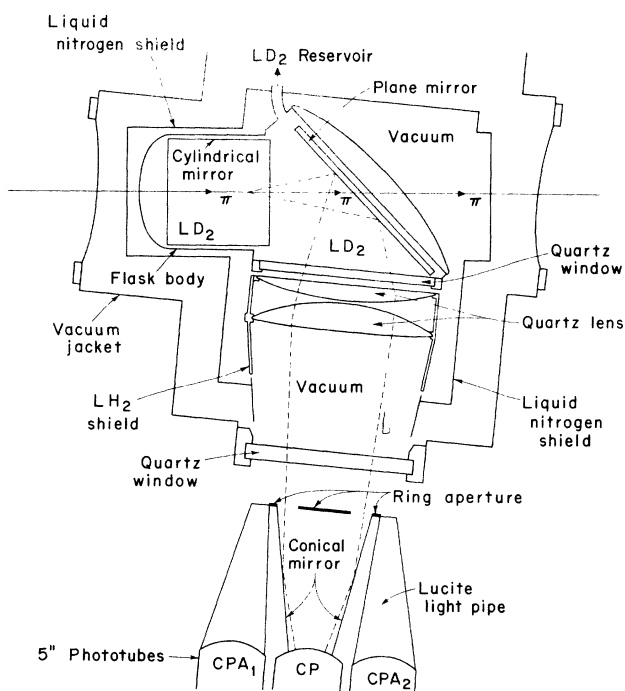 Liquid
nitrogen shield
LD2 Reservoir
Plane mirror
Vacuum
Cylindrical
mirror
π
π
π
LD2
LD2
Flask body
Quartz
window
Vacuum
jacket
Quartz lens
Vacuum
LH2
shield
Liquid
nitrogen
shield
Quartz
window
Ring aperture
Conical
mirror
Lucite
light pipe
5" Phototubes
CPA1
CP
CPA2